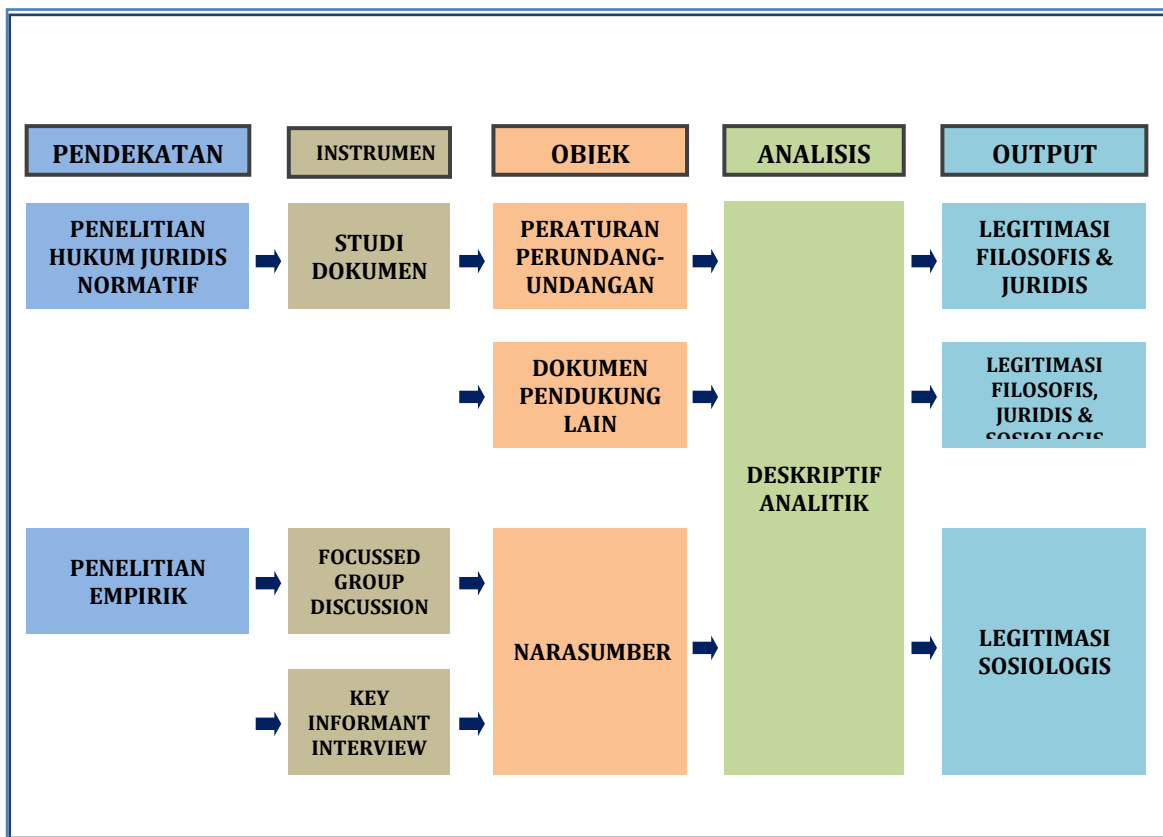 PENDEKATAN
INSTRUMEN
OBJEK
ANALISIS
OUTPUT
PENELITIAN
HUKUM JURIDIS
NORMATIF
STUDI
DOKUMEN
PERATURAN
PERUNDANG-
UNDANGAN
LEGITIMASI
FILOSOFIS &
JURIDIS
DOKUMEN
PENDUKUNG
LAIN
LEGITIMASI
FILOSOFIS,
JURIDIS &
SOSIOLOGIS
DESKRIPTIF
ANALITIK
PENELITIAN
EMPIRIK
FOCUSSED
GROUP
DISCUSSION
NARASUMBER
LEGITIMASI
SOSIOLOGIS
KEY
INFORMANT
INTERVIEW